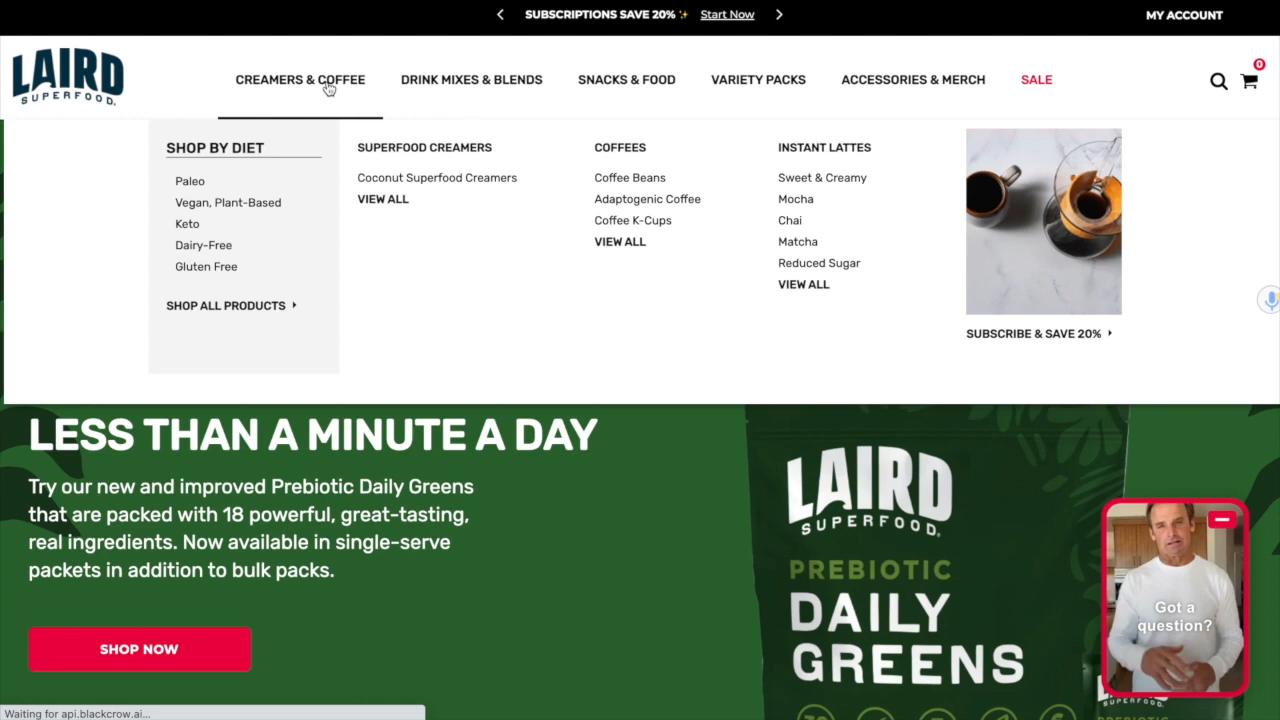 SUBSCRIPTIONS SAVE 20%✨ Start Now
MY ACCOUNT
LAIRD
SUPERFOOD.
CREAMERS & COFFEE
DRINK MIXES & BLENDS
SNACKS & FOOD
VARIETY PACKS
ACCESSORIES & MERCH
SALE
0
SHOP BY DIET
Paleo
Vegan, Plant-Based
Keto
Dairy-Free
Gluten Free
SHOP ALL PRODUCTS
SUPERFOOD CREAMERS
Coconut Superfood Creamers
VIEW ALL
COFFEES
Coffee Beans
Adaptogenic Coffee
Coffee K-Cups
VIEW ALL
INSTANT LATTES
Sweet & Creamy
Mocha
Chai
Matcha
Reduced Sugar
VIEW ALL
SUBSCRIBE & SAVE 20%
LESS THAN A MINUTE A DAY
Try our new and improved Prebiotic Daily Greens
that are packed with 18 powerful, great-tasting,
real ingredients. Now available in single-serve
packets in addition to bulk packs.
SHOP NOW
LAIRD
SUPERFOOD.
PREBIOTIC
DAILY
GREENS
Got a
question?
SUPERFOOD.
PREBIOTIC
Waiting for api.blackcrow.ai...